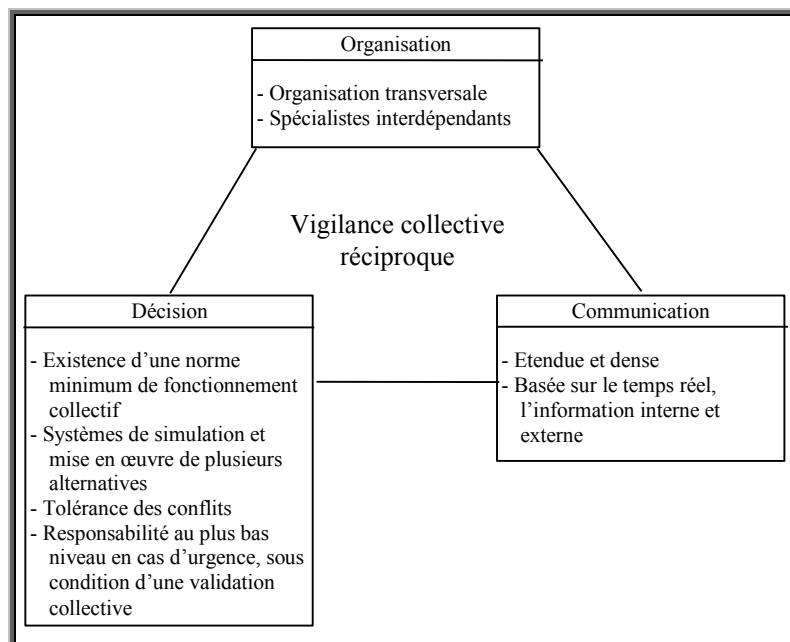 Organisation
- Organisation transversale
- Spécialistes interdépendants
Vigilance collective
réciproque
Décision
- Existence d’une norme
minimum de fonctionnement
collectif
- Systèmes de simulation et
mise en œuvre de plusieurs
alternatives
- Tolérance des conflits
- Responsabilité au plus bas
niveau en cas d’urgence, sous
condition d’une validation
collective
Communication
- Etendue et dense
- Basée sur le temps réel,
l’information interne et
externe